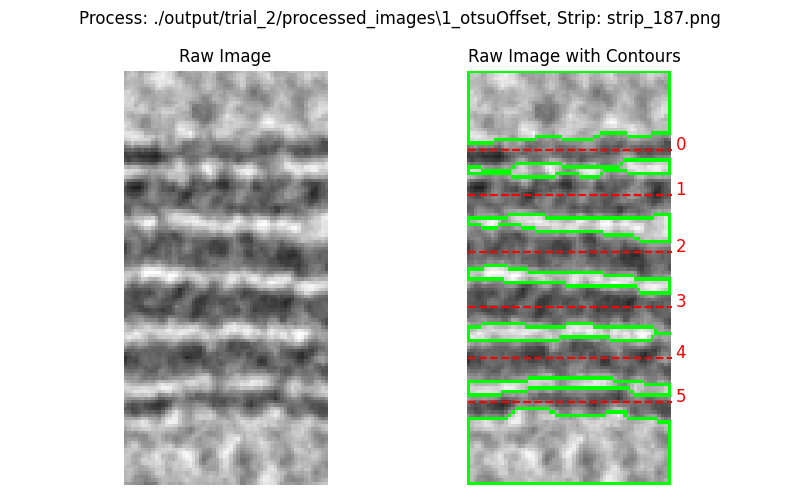 Process: ./output/trial_2/processed_images\1_otsuOffset, Strip: strip_187.png
Raw Image
Raw Image with Contours
0
1
2
3
4
5